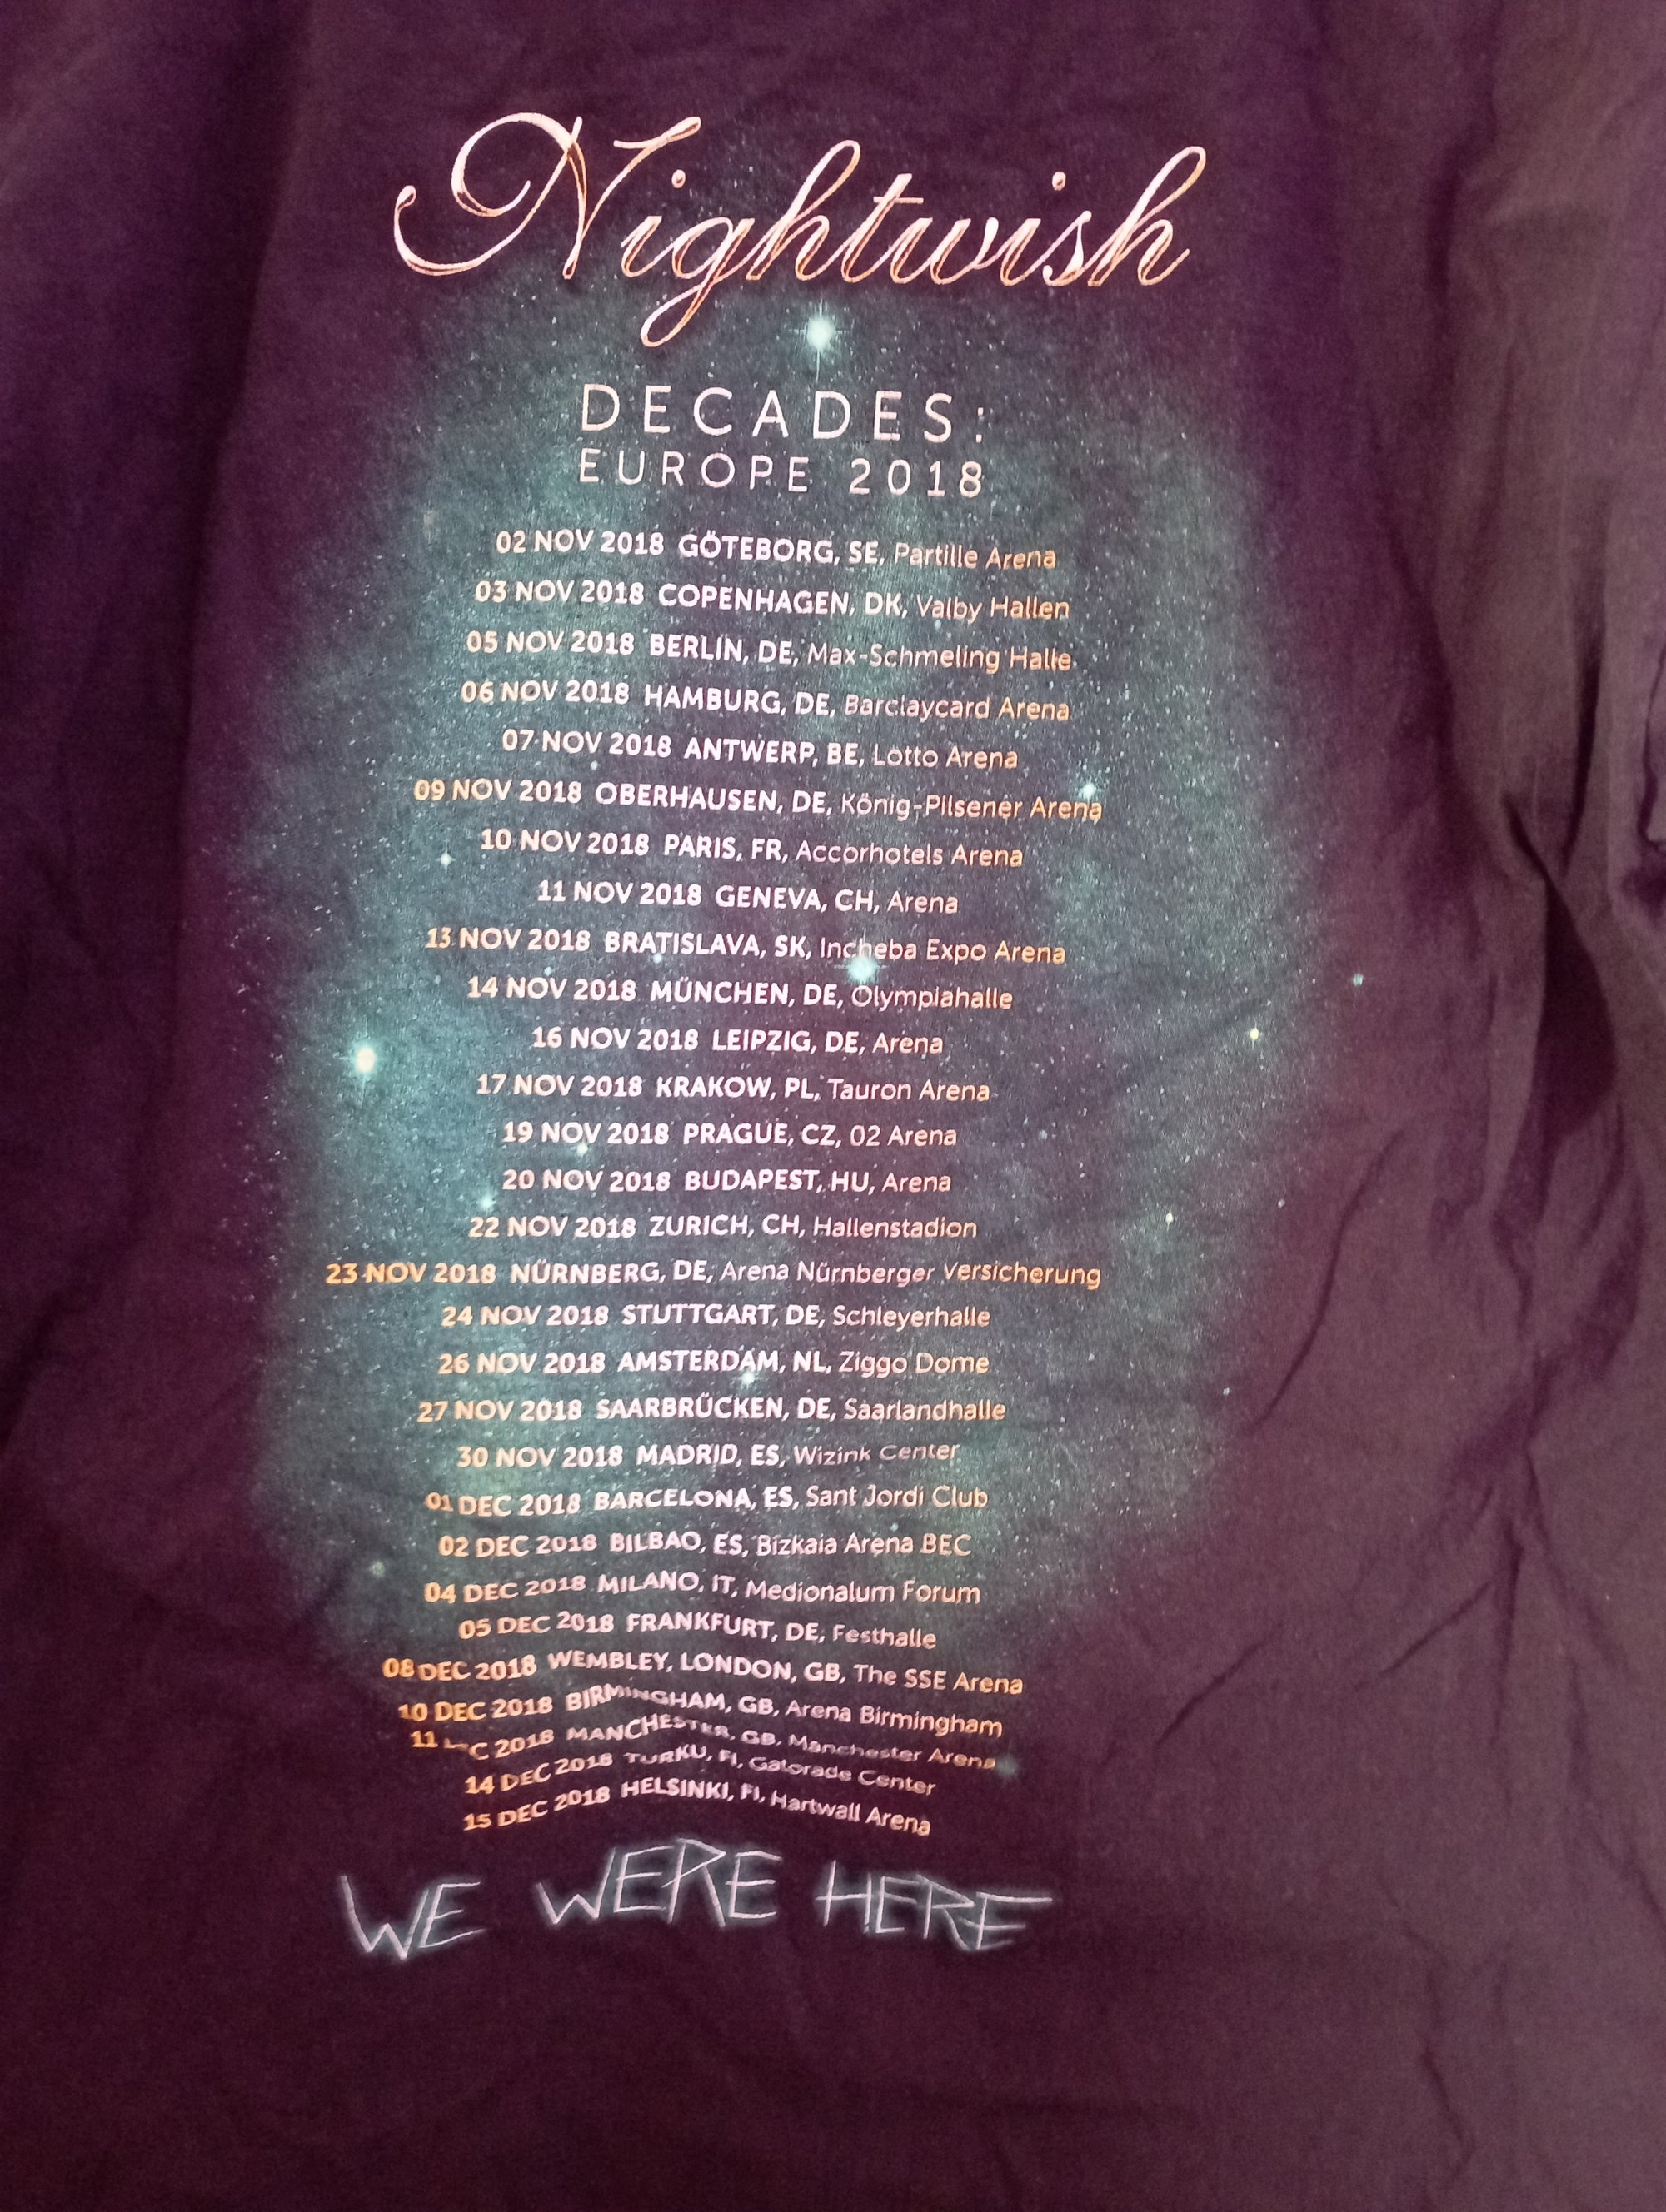 Nightwish
DECADES:
EUROPE 2018
02 NOV 2018 GÖTEBORG, SE, Partille Arena
03 NOV 2018 COPENHAGEN, DK, Valby Hallen
05 NOV 2018 BERLIN, DE, Max-Schmeling Halle
06 NOV 2018 HAMBURG, DE, Barclaycard Arena
07 NOV 2018 ANTWERP, BE, Lotto Arena
09 NOV 2018 OBERHAUSEN, DE, König-Pilsener Arena
10 NOV 2018 PARIS, FR, Accorhotels Arena
11 NOV 2018 GENEVA, CH, Arena
13 NOV 2018 BRATISLAVA, SK, Incheba Expo Arena
14 NOV 2018 MÜNCHEN, DE, Olympiahalle
16 NOV 2018 LEIPZIG, DE, Arena
17 NOV 2018 KRAKOW, PL, Tauron Arena
19 NOV 2018 PRAGUE, CZ, 02 Arena
20 NOV 2018 BUDAPEST, HU, Arena
22 NOV 2018 ZURICH, CH, Hallenstadion
23 NOV 2018 NÜRNBERG, DE, Arena Nürnberger Versicherung
24 NOV 2018 STUTTGART, DE, Schleyerhalle
26 NOV 2018 AMSTERDAM, NL, Ziggo Dome
27 NOV 2018 SAARBRÜCKEN, DE, Saarlandhalle
30 NOV 2018 MADRID, ES, Wizink Center
01 DEC 2018 BARCELONA, ES, Sant Jordi Club
02 DEC 2018 BILBAO, ES, Bizkaia Arena BEC
04 DEC 2018 MILANO, IT, Medionalum Forum
05 DEC 2018 FRANKFURT, DE, Festhalle
08 DEC 2018 WEMBLEY, LONDON, GB, The SSE Arena
10 DEC 2018 BIRMINGHAM, GB, Arena Birmingham
11 DEC 2018 MANCHESTER, GB, Manchester Arena
14 DEC 2018 TURKU, FI, Gatorade Center
15 DEC 2018 HELSINKI, FI, Hartwall Arena
WE WERE HERE